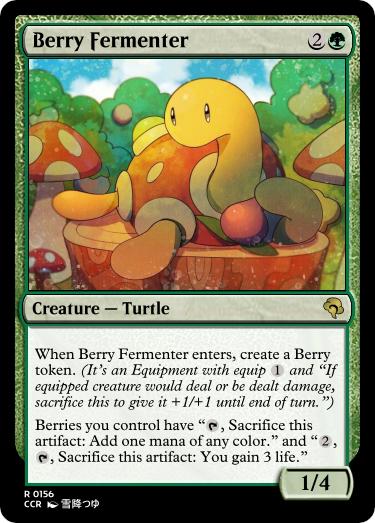 Berry Fermenter 2
When Berry Fermenter enters, create a Berry
token. (It's an Equipment with equip 1 and “If
equipped creature would deal or be dealt damage,
sacrifice this to give it +1/+1 until end of turn.”)
Berries you control have “, Sacrifice this
artifact: Add one mana of any color.” and “2,
, Sacrifice this artifact: You gain 3 life.”
Creature — Turtle
1/4
R 0156
CCR 雪降つゆ